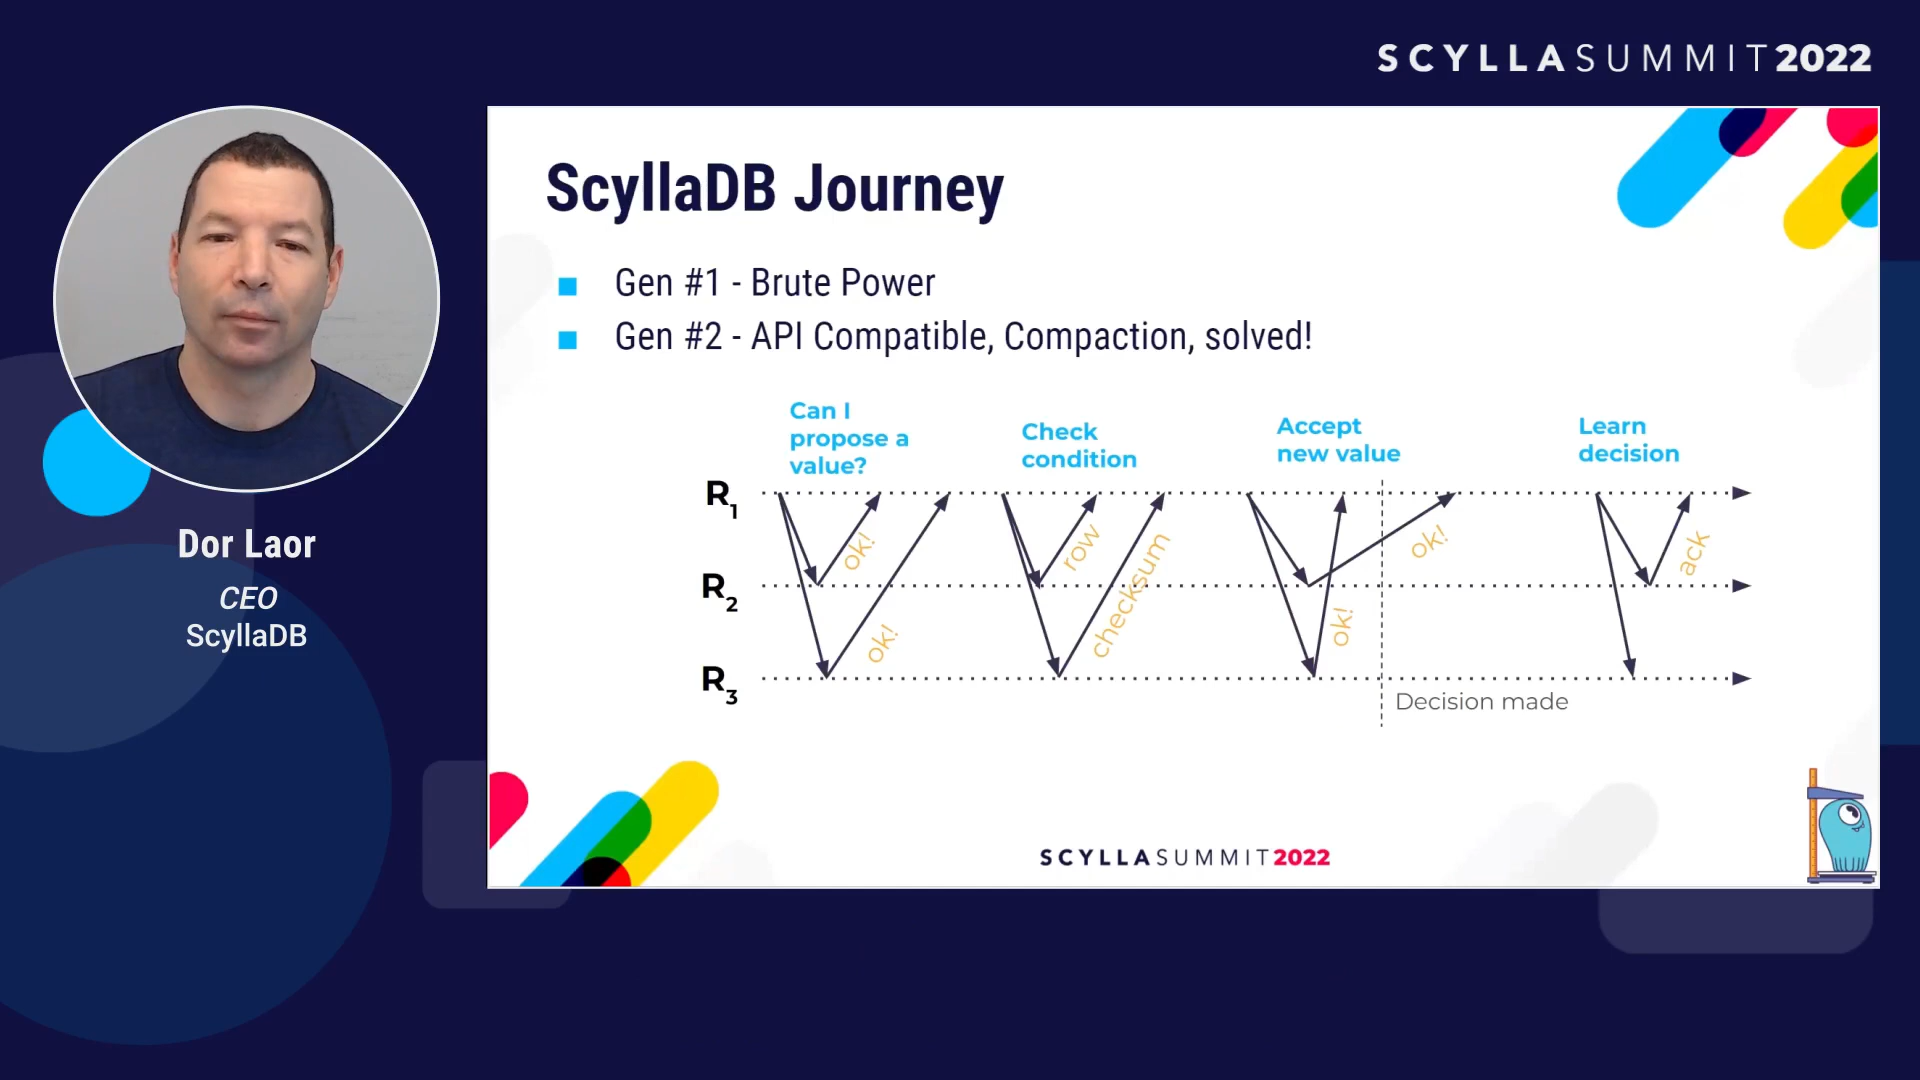 SCYLLASUMMIT2022
ScyllaDB Journey
Gen #1 - Brute Power
Gen #2 - API Compatible, Compaction, solved!
Can I
propose a
value?
Check
condition
Accept
new value
Learn
decision
R1
R2
R3
ok!
ok!
row
checksum
ok!
ok!
ack
Decision made
SCYLLASUMMIT2022
Dor Laor
CEO
ScyllaDB